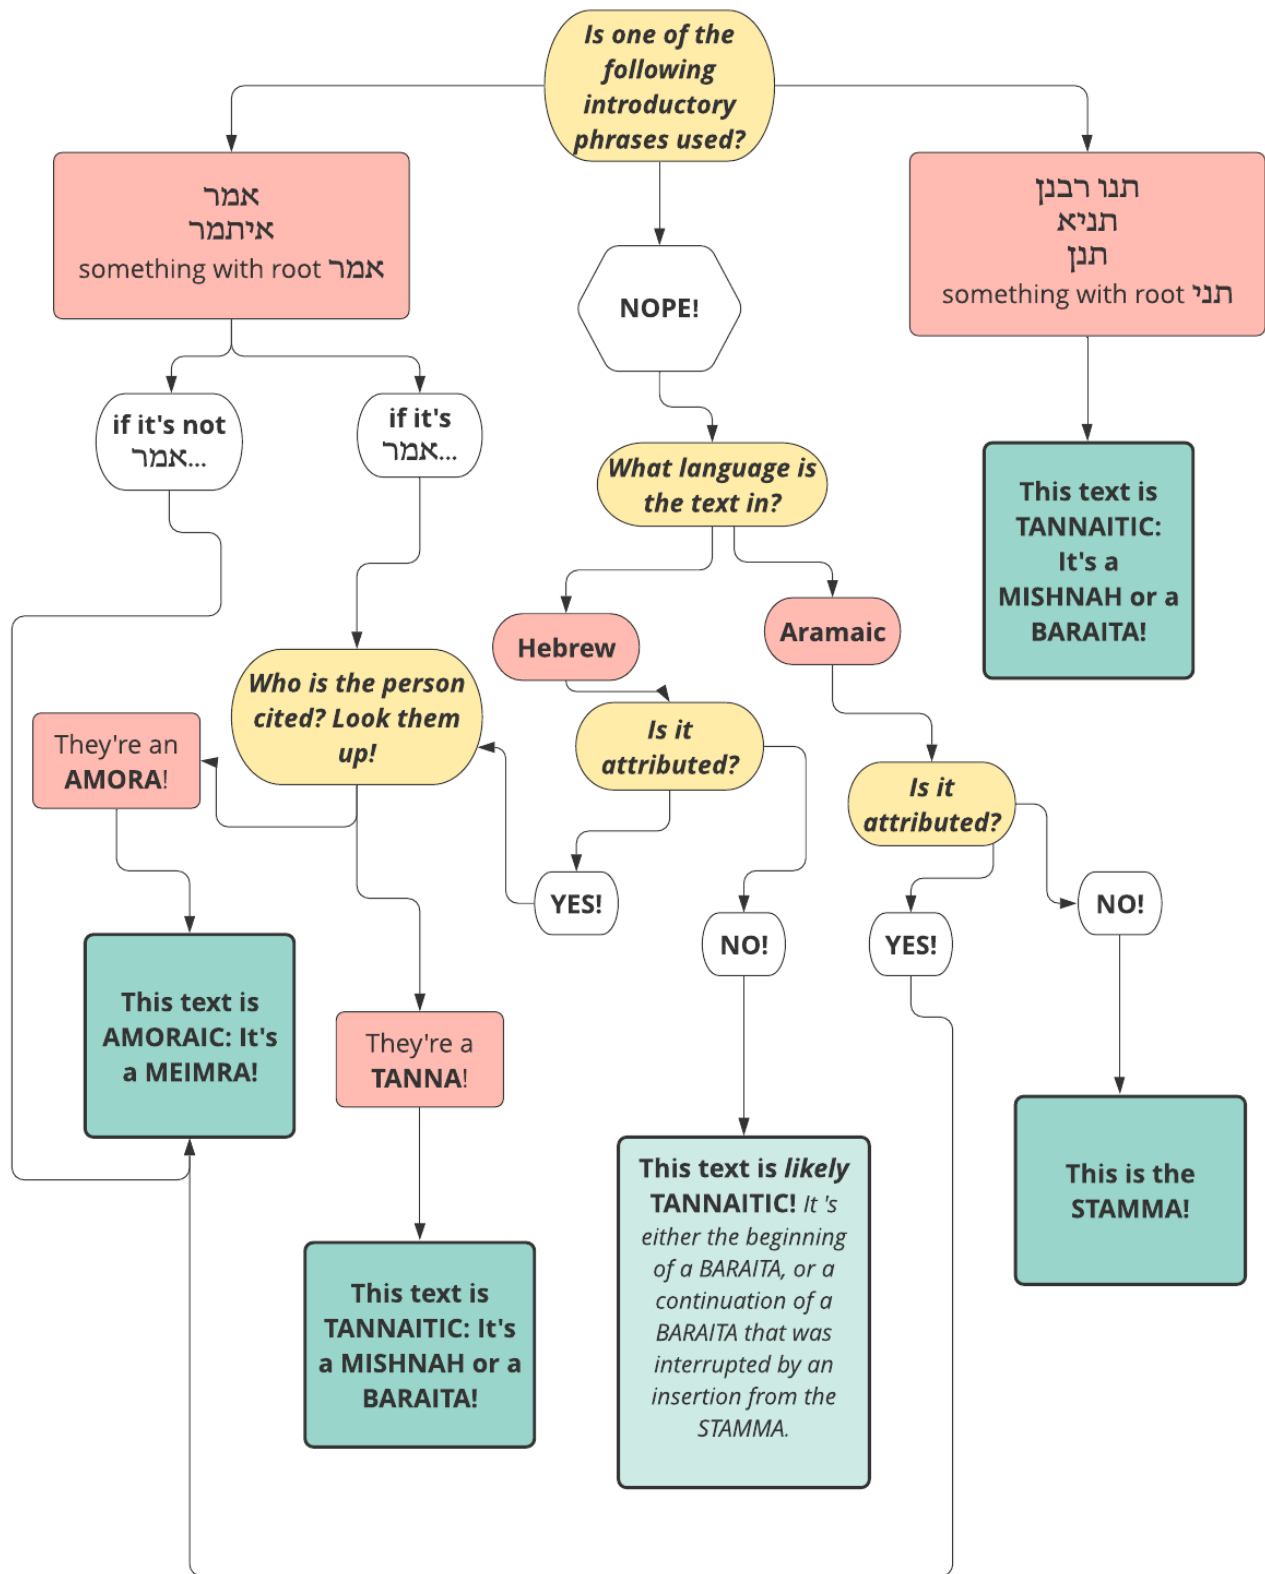 Is one of the
following
introductory
phrases used?
אמר
איתמר
something with root אמר
תנו רבנן
תניא
תנן
something with root תני
NOPE!
if it's not
אמר...
if it's
אמר...
What language is
the text in?
This text is
TANNAITIC:
It's a
MISHNAH or a
BARAITA!
Hebrew
Aramaic
Who is the person
cited? Look them
up!
They're an
AMORA!
Is it
attributed?
Is it
attributed?
YES!
NO!
YES!
NO!
This text is
AMORAIC: It's
a MEIMRA!
They're a
TANNA!
This text is
TANNAITIC: It's
a MISHNAH or a
BARAITA!
This text is likely
TANNAITIC! It 's
either the beginning
of a BARAITA, or a
continuation of a
BARAITA that was
interrupted by an
insertion from the
STAMMA.
This is the
STAMMA!